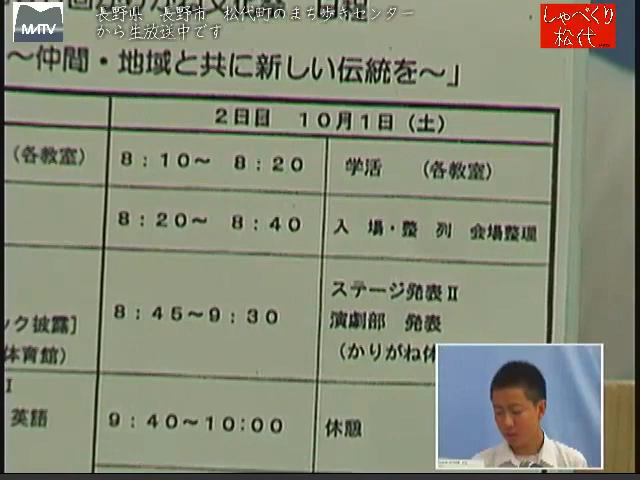 MATV
長野県　長野市　松代町のまち歩きセンター
から生放送中です
しゃべくり
松代
～仲間・地域と共に新しい伝統を～」
2日目　10月1日（土）
（各教室）　8：10～　8：20　学活　（各教室）
8：20～　8：40　入　場・整　列　会場整理
ステージ発表Ⅱ
8：45～9：30　演劇部　発表
ック披露］
体育館）　（かりがね体
Ⅰ
英語　9：40～10：00　休憩